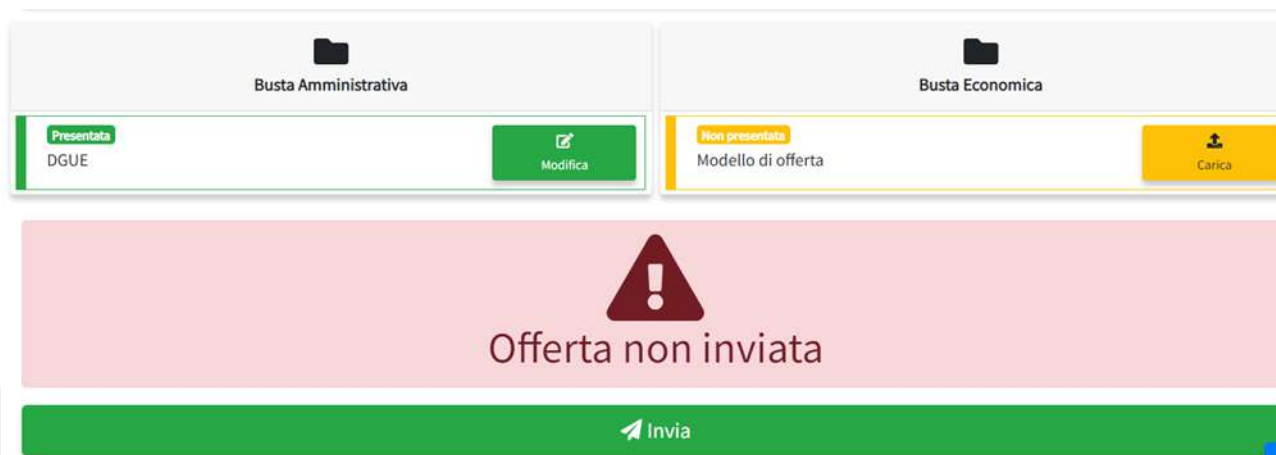 Busta Amministrativa
Presentata
DGUE
Modifica
Busta Economica
Non presentata
Modello di offerta
Carica
Offerta non inviata
Invia